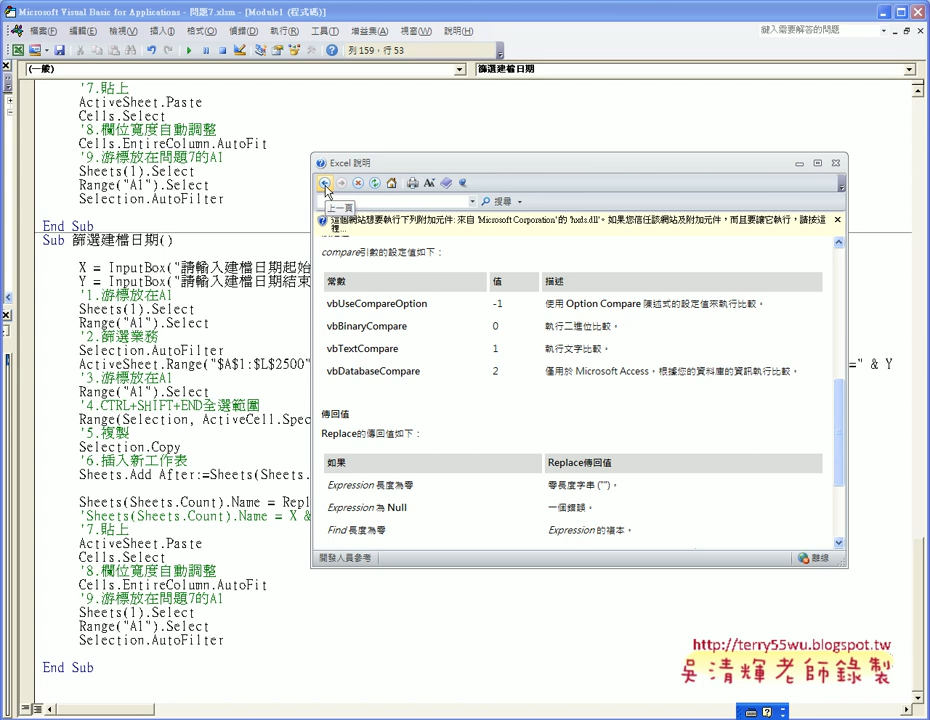 Microsoft Visual Basic for Applications - 問題7.xlsm - [Module1 (程式碼)]
檔案(F) 編輯(E) 檢視(V) 插入(I) 格式(O) 偵錯(D) 執行(R) 工具(T) 增益集(A) 視窗(W) 說明(H)
鍵入需要解答的問題
列 159，行 53
(一般)
篩選建檔日期
'7.貼上
ActiveSheet.Paste
Cells.Select
'8.欄位寬度自動調整
Cells.EntireColumn.AutoFit
'9.游標放在問題7的A1
Sheets(1).Select
Range("A1").Select
Selection.AutoFilter
End Sub
Sub 篩選建檔日期()
X = InputBox("請輸入建檔日期起始
Y = InputBox("請輸入建檔日期結束
'1.游標放在A1
Sheets(1).Select
Range("A1").Select
'2.篩選業務
Selection.AutoFilter
ActiveSheet.Range("$A$1:$L$2500"
=" & Y
'3.游標放在A1
Range("A1").Select
'4.CTRL+SHIFT+END全選範圍
Range(Selection, ActiveCell.Spec
'5.複製
Selection.Copy
'6.插入新工作表
Sheets.Add After:=Sheets(Sheets.
Sheets(Sheets.Count).Name = Repl
'Sheets(Sheets.Count).Name = X &
'7.貼上
ActiveSheet.Paste
Cells.Select
'8.欄位寬度自動調整
Cells.EntireColumn.AutoFit
'9.游標放在問題7的A1
Sheets(1).Select
Range("A1").Select
Selection.AutoFilter
End Sub
Excel 說明
搜尋
上一頁
這個網站想要執行下列附加元件: 來自 'Microsoft Corporation' 的 'hxds.dll'。如果您信任該網站及附加元件，而且要讓它執行，請按這
裡...
compare引數的設定值如下：
常數 值 描述
vbUseCompareOption -1 使用 Option Compare 陳述式的設定值來執行比較。
vbBinaryCompare 0 執行二進位比較。
vbTextCompare 1 執行文字比較。
vbDatabaseCompare 2 僅用於 Microsoft Access，根據您的資料庫的資訊執行比較。
傳回值
Replace的傳回值如下：
如果 Replace傳回值
Expression 長度為零 零長度字串 ("")。
Expression 為 Null 一個錯誤。
Find 長度為零 Expression 的複本。
開發人員參考
離線
http://terry55wu.blogspot.tw
吳清輝老師錄製